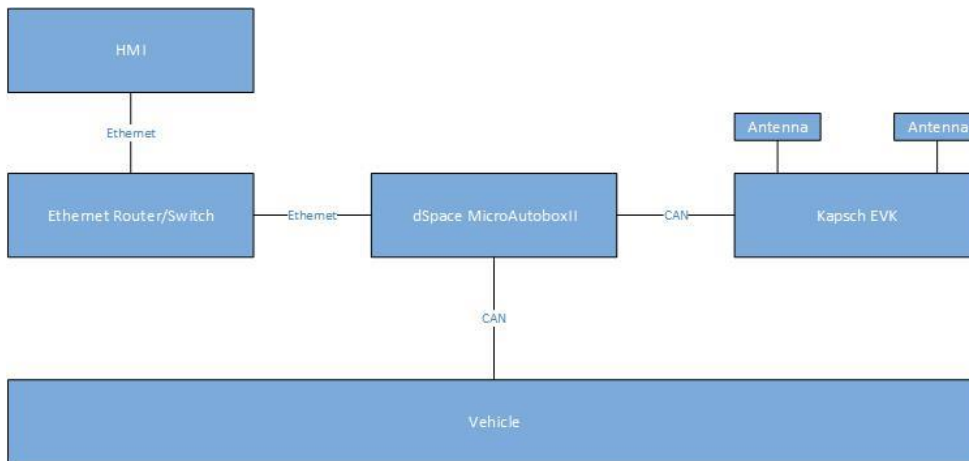 HMI
Ethernet
Antenna
Antenna
Ethernet Router/Switch
Ethernet
dSpace MicroAutoboxII
CAN
Kapsch EVK
CAN
Vehicle